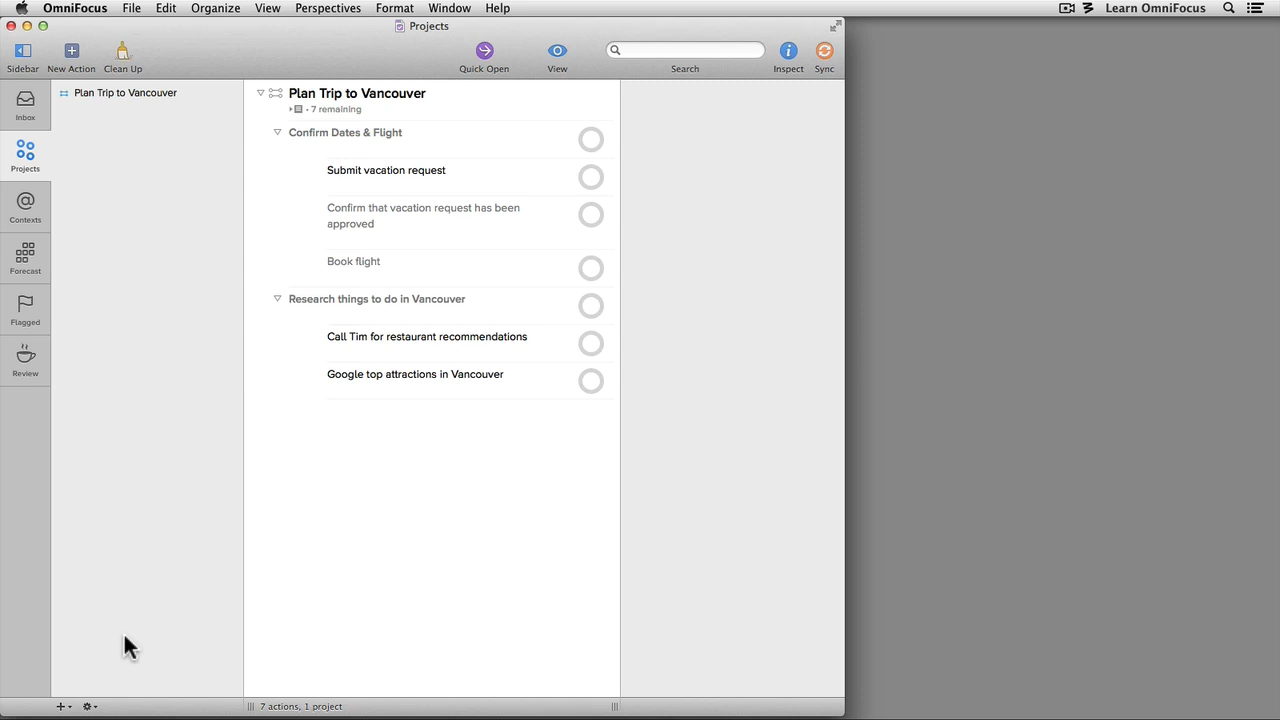 OmniFocus File Edit Organize View Perspectives Format Window Help Learn OmniFocus
Projects
Sidebar New Action Clean Up Quick Open View Search Inspect Sync
Inbox
Projects
Contexts
Forecast
Flagged
Review
Plan Trip to Vancouver
Plan Trip to Vancouver
7 remaining
Confirm Dates & Flight
Submit vacation request
Confirm that vacation request has been
approved
Book flight
Research things to do in Vancouver
Call Tim for restaurant recommendations
Google top attractions in Vancouver
7 actions, 1 project